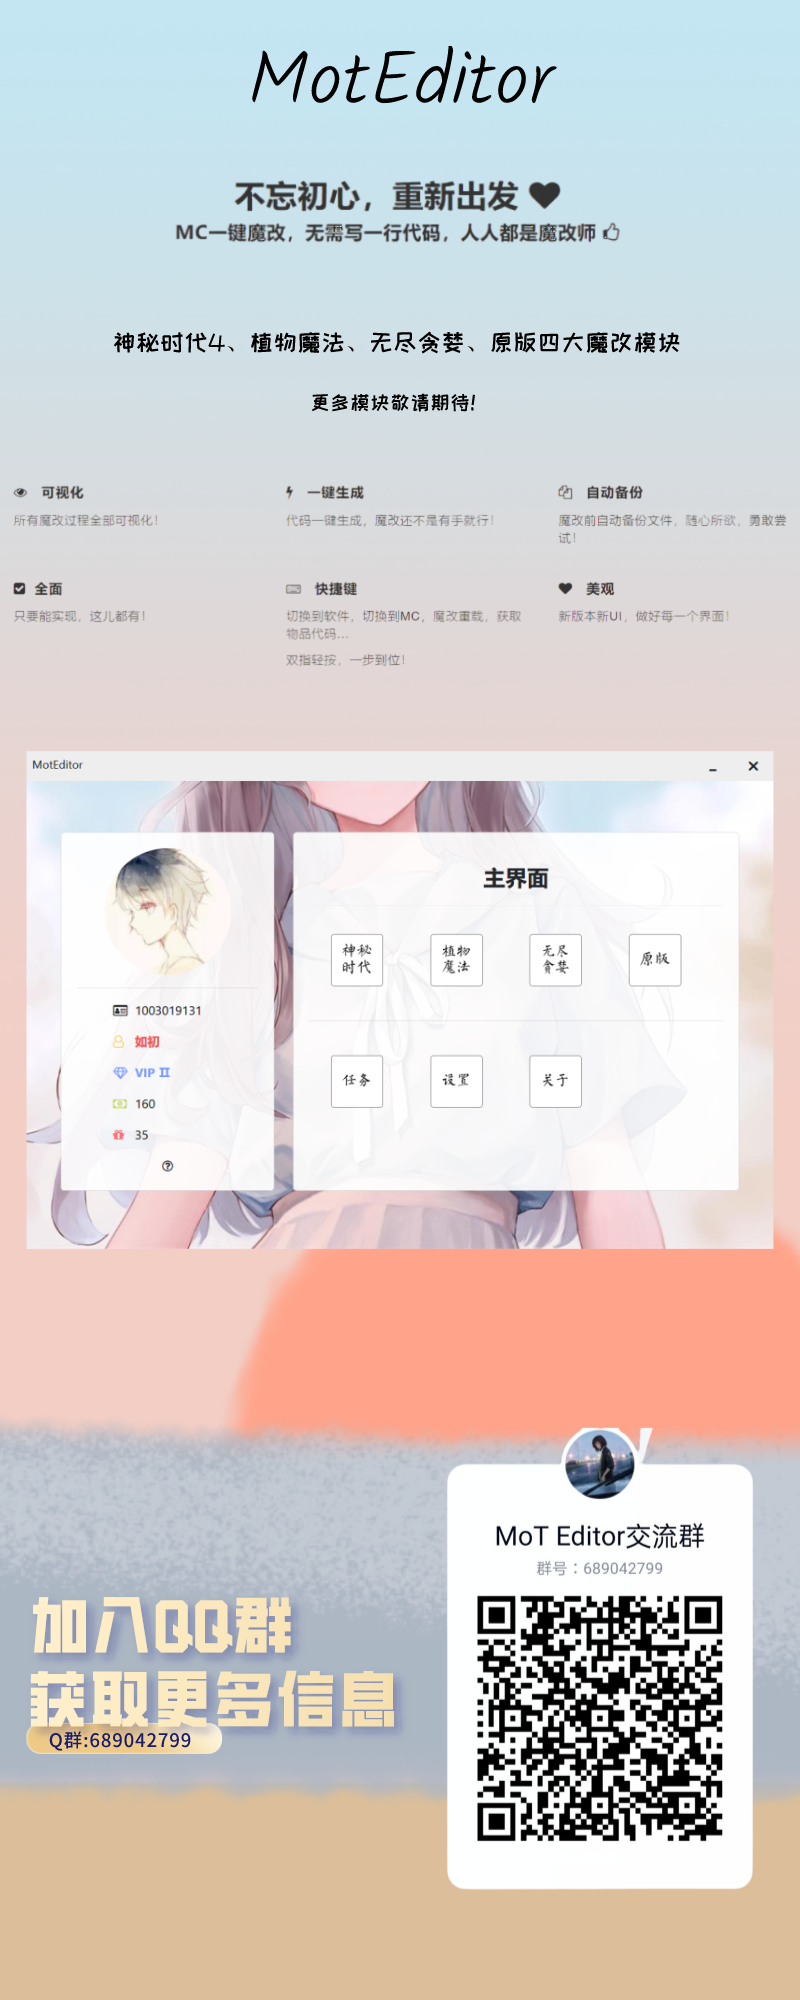 MotEditor
不忘初心，重新出发
MC一键魔改，无需写一行代码，人人都是魔改师
神秘时代4、植物魔法、无尽贪婪、原版四大魔改模块
更多模块敬请期待!
可视化
所有魔改过程全部可视化!
一键生成
代码一键生成，魔改还不是有手就行!
自动备份
魔改前自动备份文件，随心所欲，勇敢尝
试!
全面
只要能实现，这儿都有!
快捷键
切换到软件，切换到MC，魔改重载，获取
物品代码...
双指轻按，一步到位!
美观
新版本新UI，做好每一个界面!
MotEditor
1003019131
如初
VIP II
160
35
主界面
神秘
时代
植物
魔法
无尽
贪婪
原版
任务
设置
关于
加入QQ群
获取更多信息
Q群:689042799
MoT Editor交流群
群号：689042799